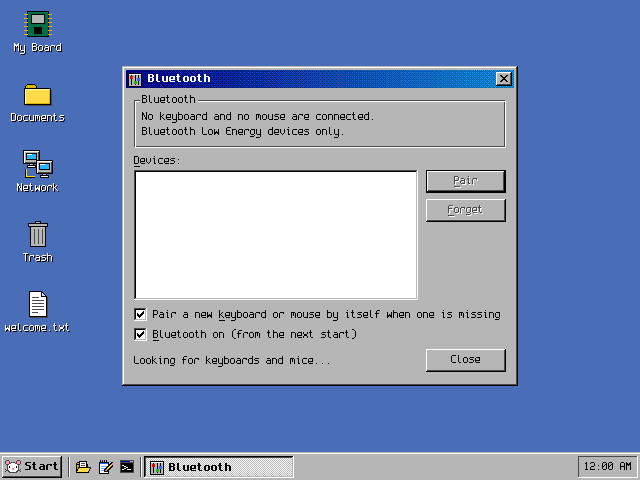 My Board
Documents
Network
Trash
welcome.txt
Bluetooth
Bluetooth
No keyboard and no mouse are connected.
Bluetooth Low Energy devices only.
Devices:
Pair
Forget
Pair a new keyboard or mouse by itself when one is missing
Bluetooth on (from the next start)
Looking for keyboards and mice...
Close
Start
Bluetooth
12:00 AM